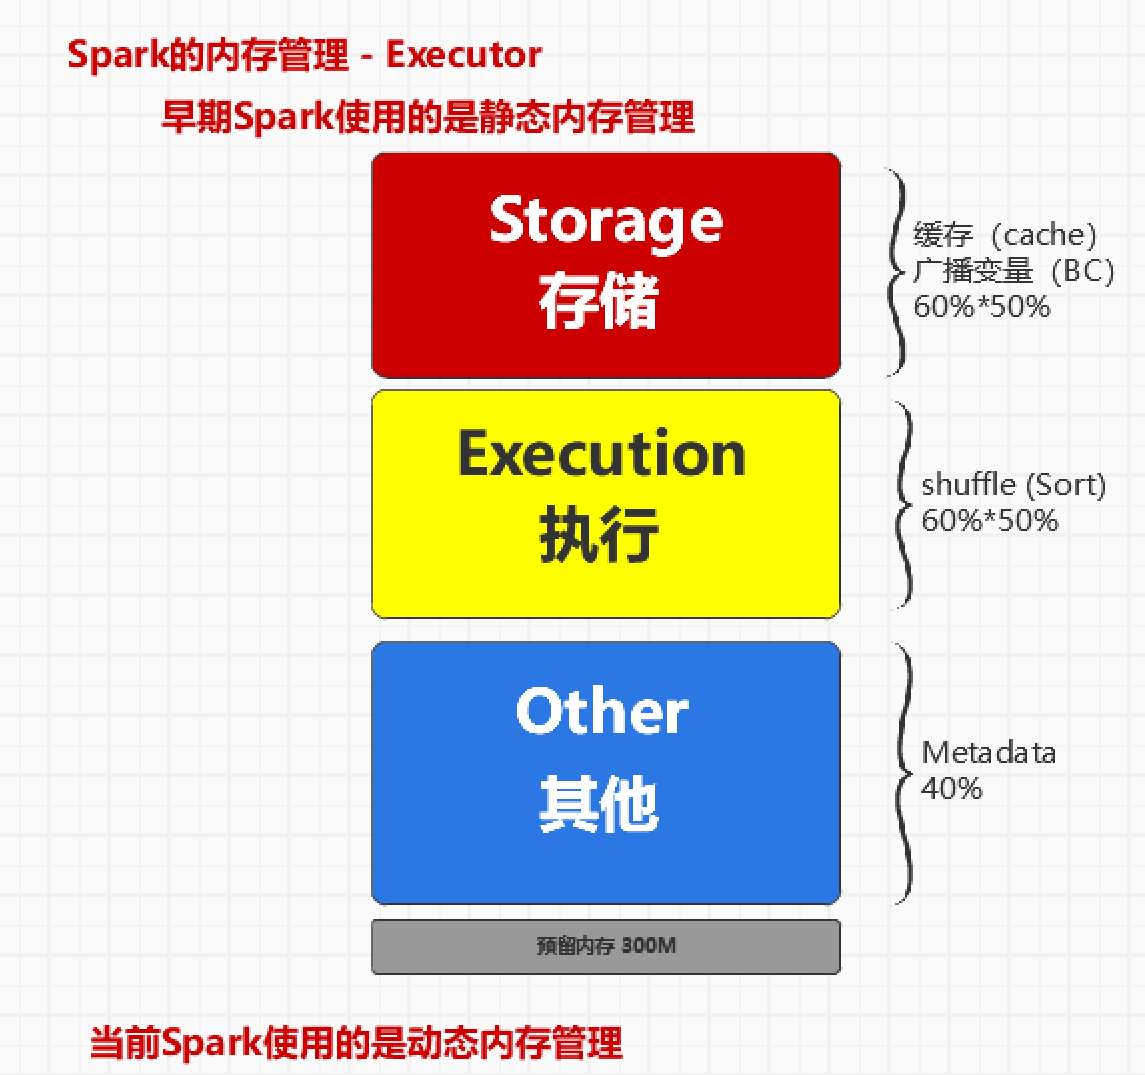 Spark的内存管理 - Executor
早期Spark使用的是静态内存管理
Storage
存储
缓存（cache）
广播变量（BC）
60%*50%
Execution
执行
shuffle (Sort)
60%*50%
Other
其他
Metadata
40%
预留内存 300M
当前Spark使用的是动态内存管理